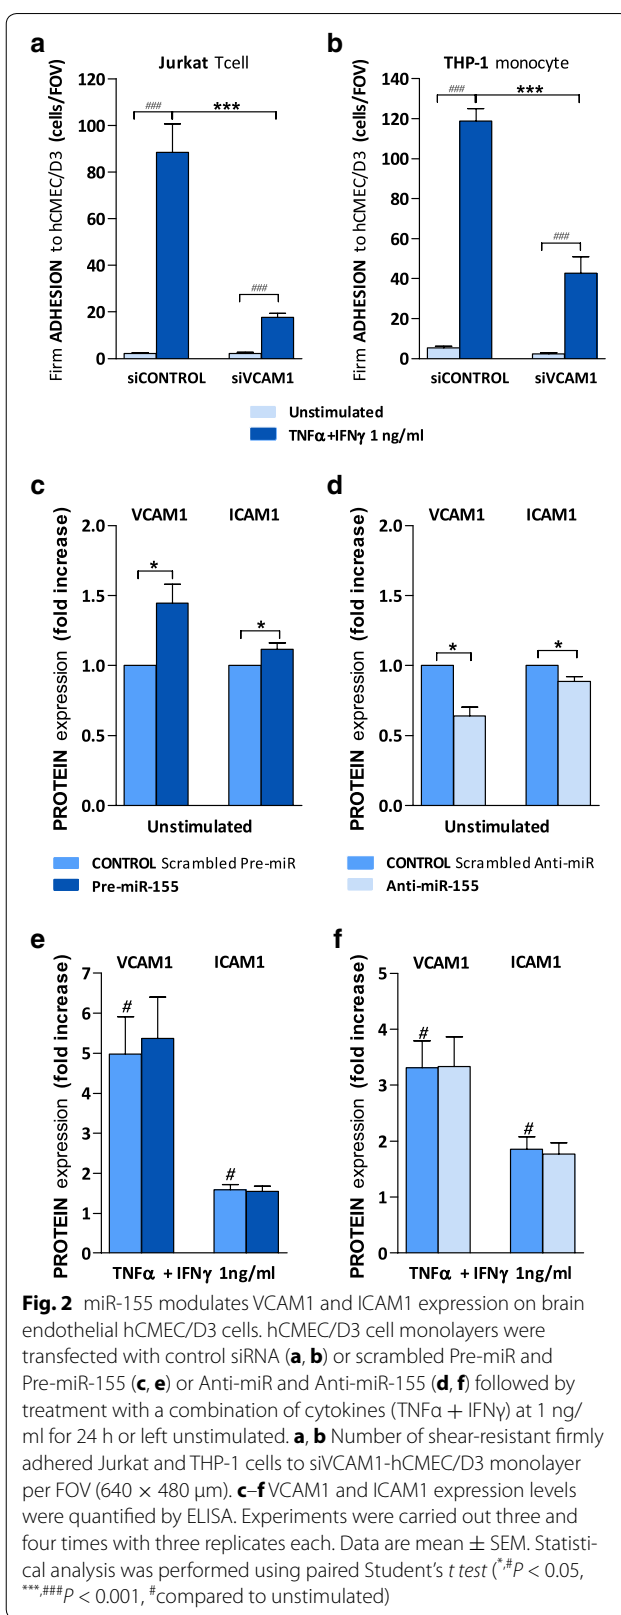 a
Jurkat Tcell
Firm ADHESION to hCMEC/D3 (cells/FOV)
120
100
80
60
40
20
0
###
***
###
siCONTROL
siVCAM1
b
THP-1 monocyte
Firm ADHESION to hCMEC/D3 (cells/FOV)
140
120
100
80
60
40
20
0
###
***
###
siCONTROL
siVCAM1
Unstimulated
TNFα+IFNγ 1 ng/ml
c
VCAM1
ICAM1
PROTEIN expression (fold increase)
2.0
1.5
1.0
0.5
0.0
*
*
Unstimulated
CONTROL Scrambled Pre-miR
Pre-miR-155
d
VCAM1
ICAM1
PROTEIN expression (fold increase)
2.0
1.5
1.0
0.5
0.0
*
*
Unstimulated
CONTROL Scrambled Anti-miR
Anti-miR-155
e
VCAM1
ICAM1
PROTEIN expression (fold increase)
7
6
5
4
3
2
1
0
#
#
TNFα + IFNγ 1ng/ml
f
VCAM1
ICAM1
PROTEIN expression (fold increase)
5
4
3
2
1
0
#
#
TNFα + IFNγ 1ng/ml
Fig. 2 miR-155 modulates VCAM1 and ICAM1 expression on brain
endothelial hCMEC/D3 cells. hCMEC/D3 cell monolayers were
transfected with control siRNA (a, b) or scrambled Pre-miR and
Pre-miR-155 (c, e) or Anti-miR and Anti-miR-155 (d, f) followed by
treatment with a combination of cytokines (TNFα + IFNγ) at 1 ng/
ml for 24 h or left unstimulated. a, b Number of shear-resistant firmly
adhered Jurkat and THP-1 cells to siVCAM1-hCMEC/D3 monolayer
per FOV (640 × 480 μm). c–f VCAM1 and ICAM1 expression levels
were quantified by ELISA. Experiments were carried out three and
four times with three replicates each. Data are mean ± SEM. Statisti-
cal analysis was performed using paired Student's t test (*,#P < 0.05,
***,###P < 0.001, #compared to unstimulated)